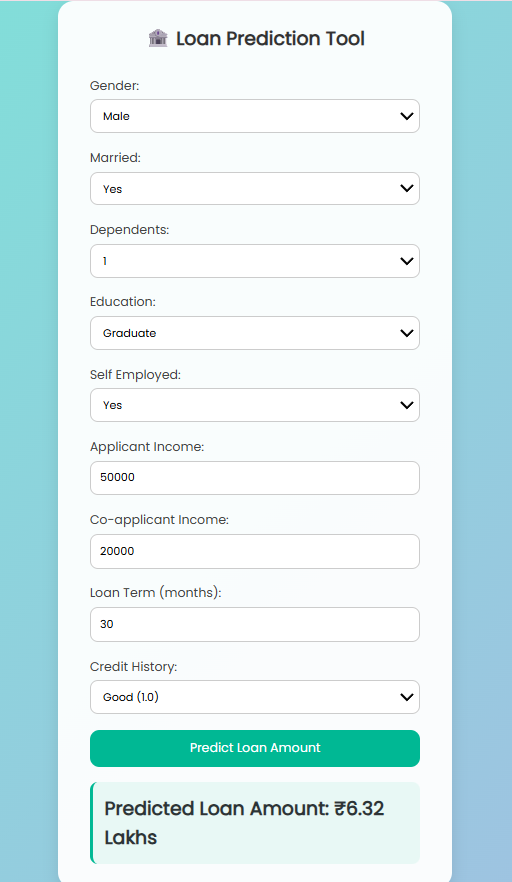 Loan Prediction Tool
Gender:
Male
Married:
Yes
Dependents:
1
Education:
Graduate
Self Employed:
Yes
Applicant Income:
50000
Co-applicant Income:
20000
Loan Term (months):
30
Credit History:
Good (1.0)
Predict Loan Amount
Predicted Loan Amount: ₹6.32
Lakhs